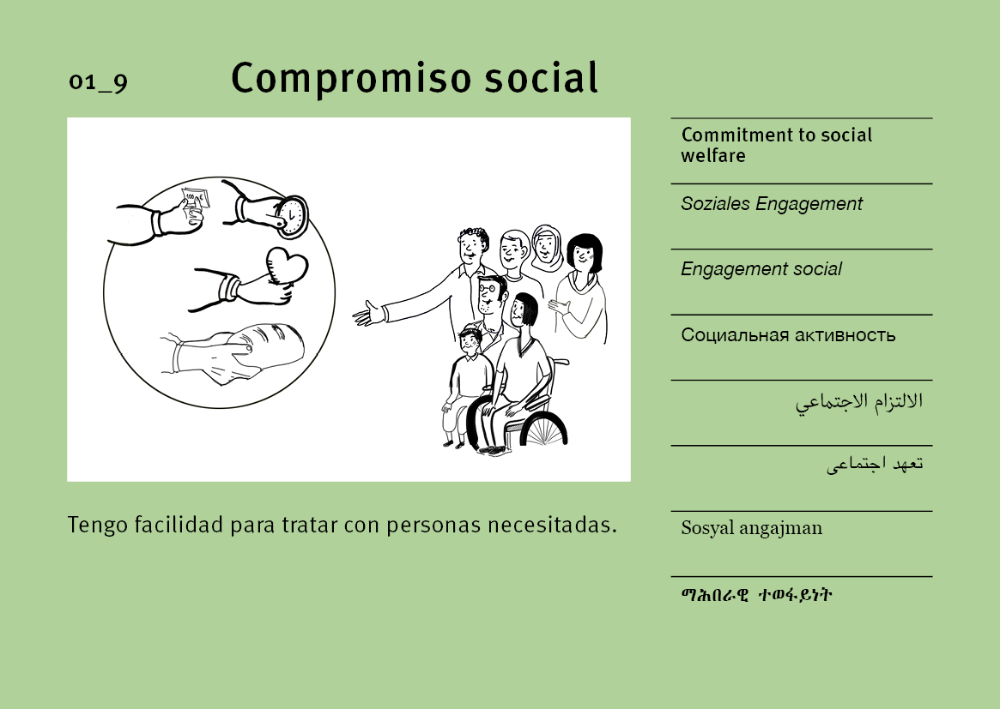 01_9
Compromiso social
100 €
Tengo facilidad para tratar con personas necesitadas.
Commitment to social
welfare
Soziales Engagement
Engagement social
Социальная активность
الالتزام الاجتماعي
تعهد اجتماعی
Sosyal angajman
ማሕበራዊ ተወፋይነት